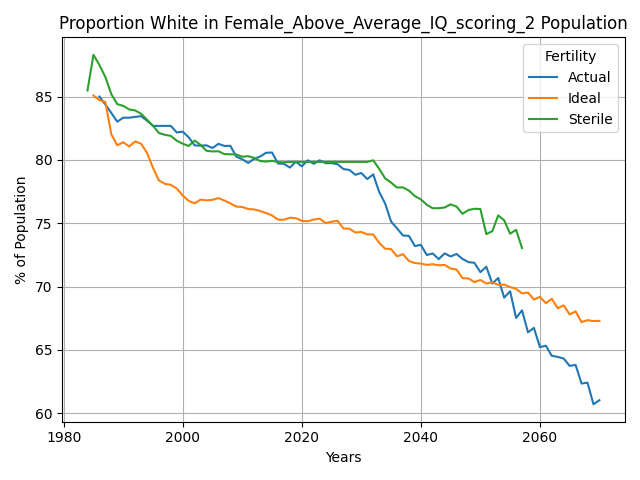 Proportion White in Female_Above_Average_IQ_scoring_2 Population
Fertility
Actual
Ideal
Sterile
% of Population
85
80
75
70
65
60
1980
2000
2020
2040
2060
Years